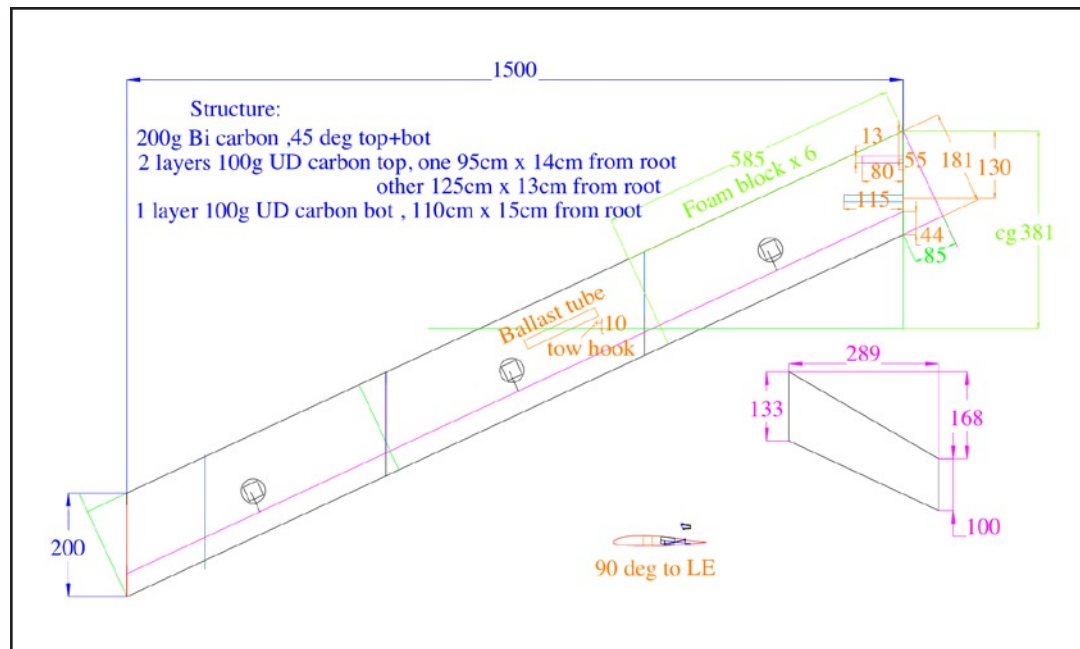 1500
Structure:
200g Bi carbon ,45 deg top+bot
2 layers 100g UD carbon top, one 95cm x 14cm from root
other 125cm x 13cm from root
1 layer 100g UD carbon bot , 110cm x 15cm from root
585
Foam block x 6
13
55
80
181
130
115
44
85
cg 381
Ballast tube
10
tow hook
289
133
168
100
200
90 deg to LE